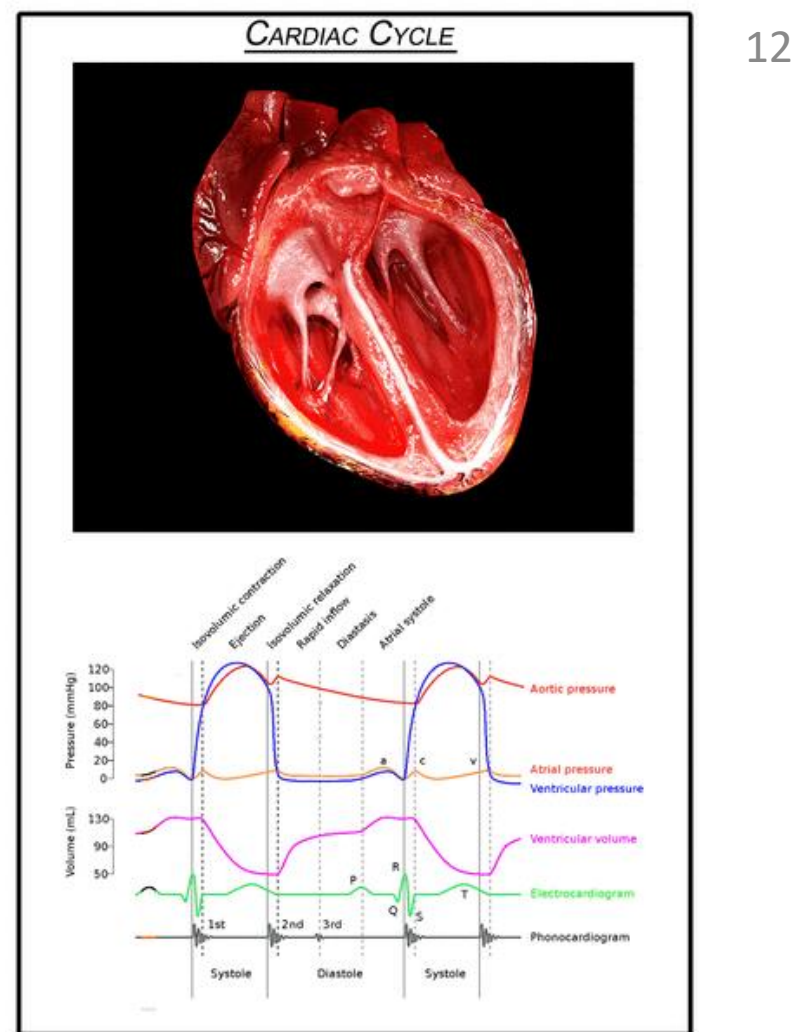 CARDIAC CYCLE
12
Isovolumic contraction
Ejection
Isovolumic relaxation
Rapid inflow
Diastasis
Atrial systole
Pressure (mmHg)
120
100
80
60
40
20
0
a
c
v
Aortic pressure
Atrial pressure
Ventricular pressure
Volume (mL)
130
90
50
Ventricular volume
P
R
Q
S
T
Electrocardiogram
1st
2nd
3rd
Phonocardiogram
Systole
Diastole
Systole